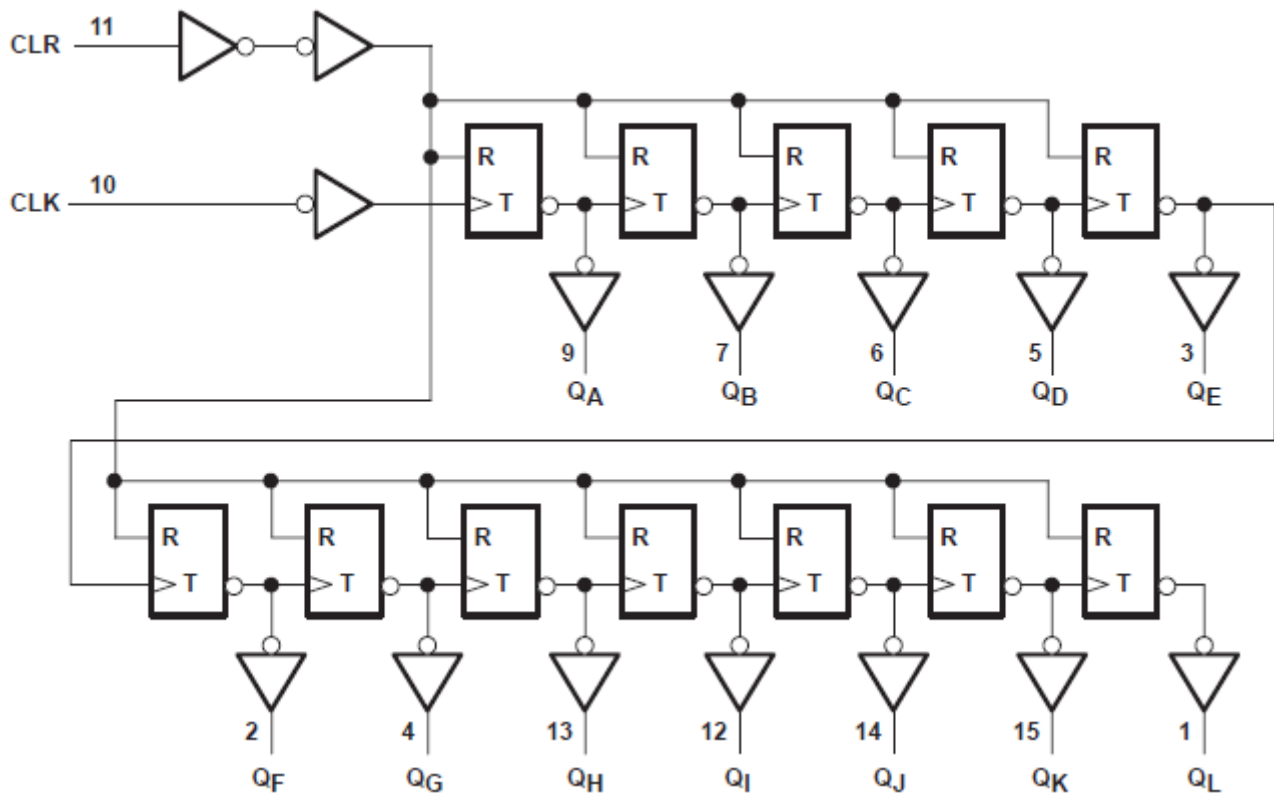 CLR 11
R R R R R
CLK 10
T T T T T
9 7 6 5 3
QA QB QC QD QE
R R R R R R R
T T T T T T T
2 4 13 12 14 15 1
QF QG QH QI QJ QK QL